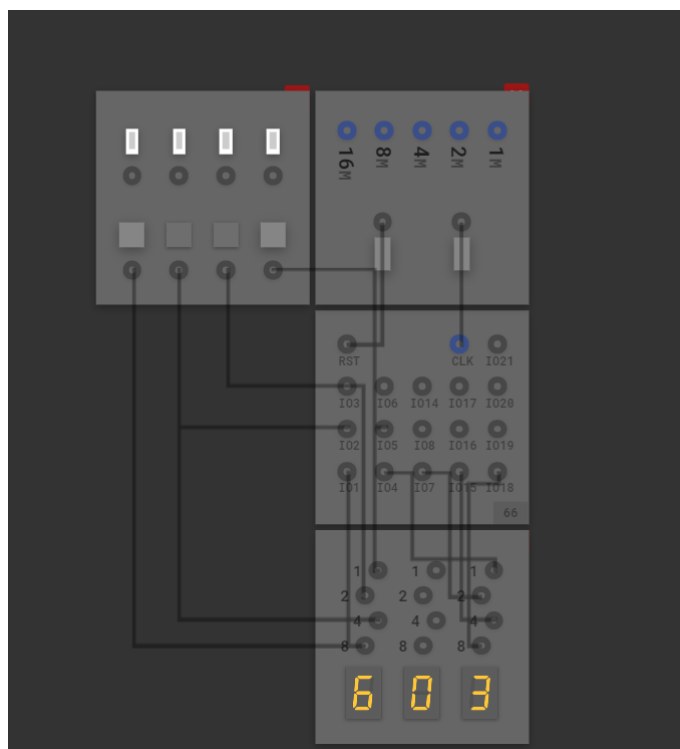 16M 8M 4M 2M 1M
RST CLK IO21
IO3 IO6 IO14 IO17 IO20
IO2 IO5 IO8 IO16 IO19
IO1 IO4 IO7 IO15 IO18
66
1 1 1
2 2 2
4 4 4
8 8 8
6 0 3